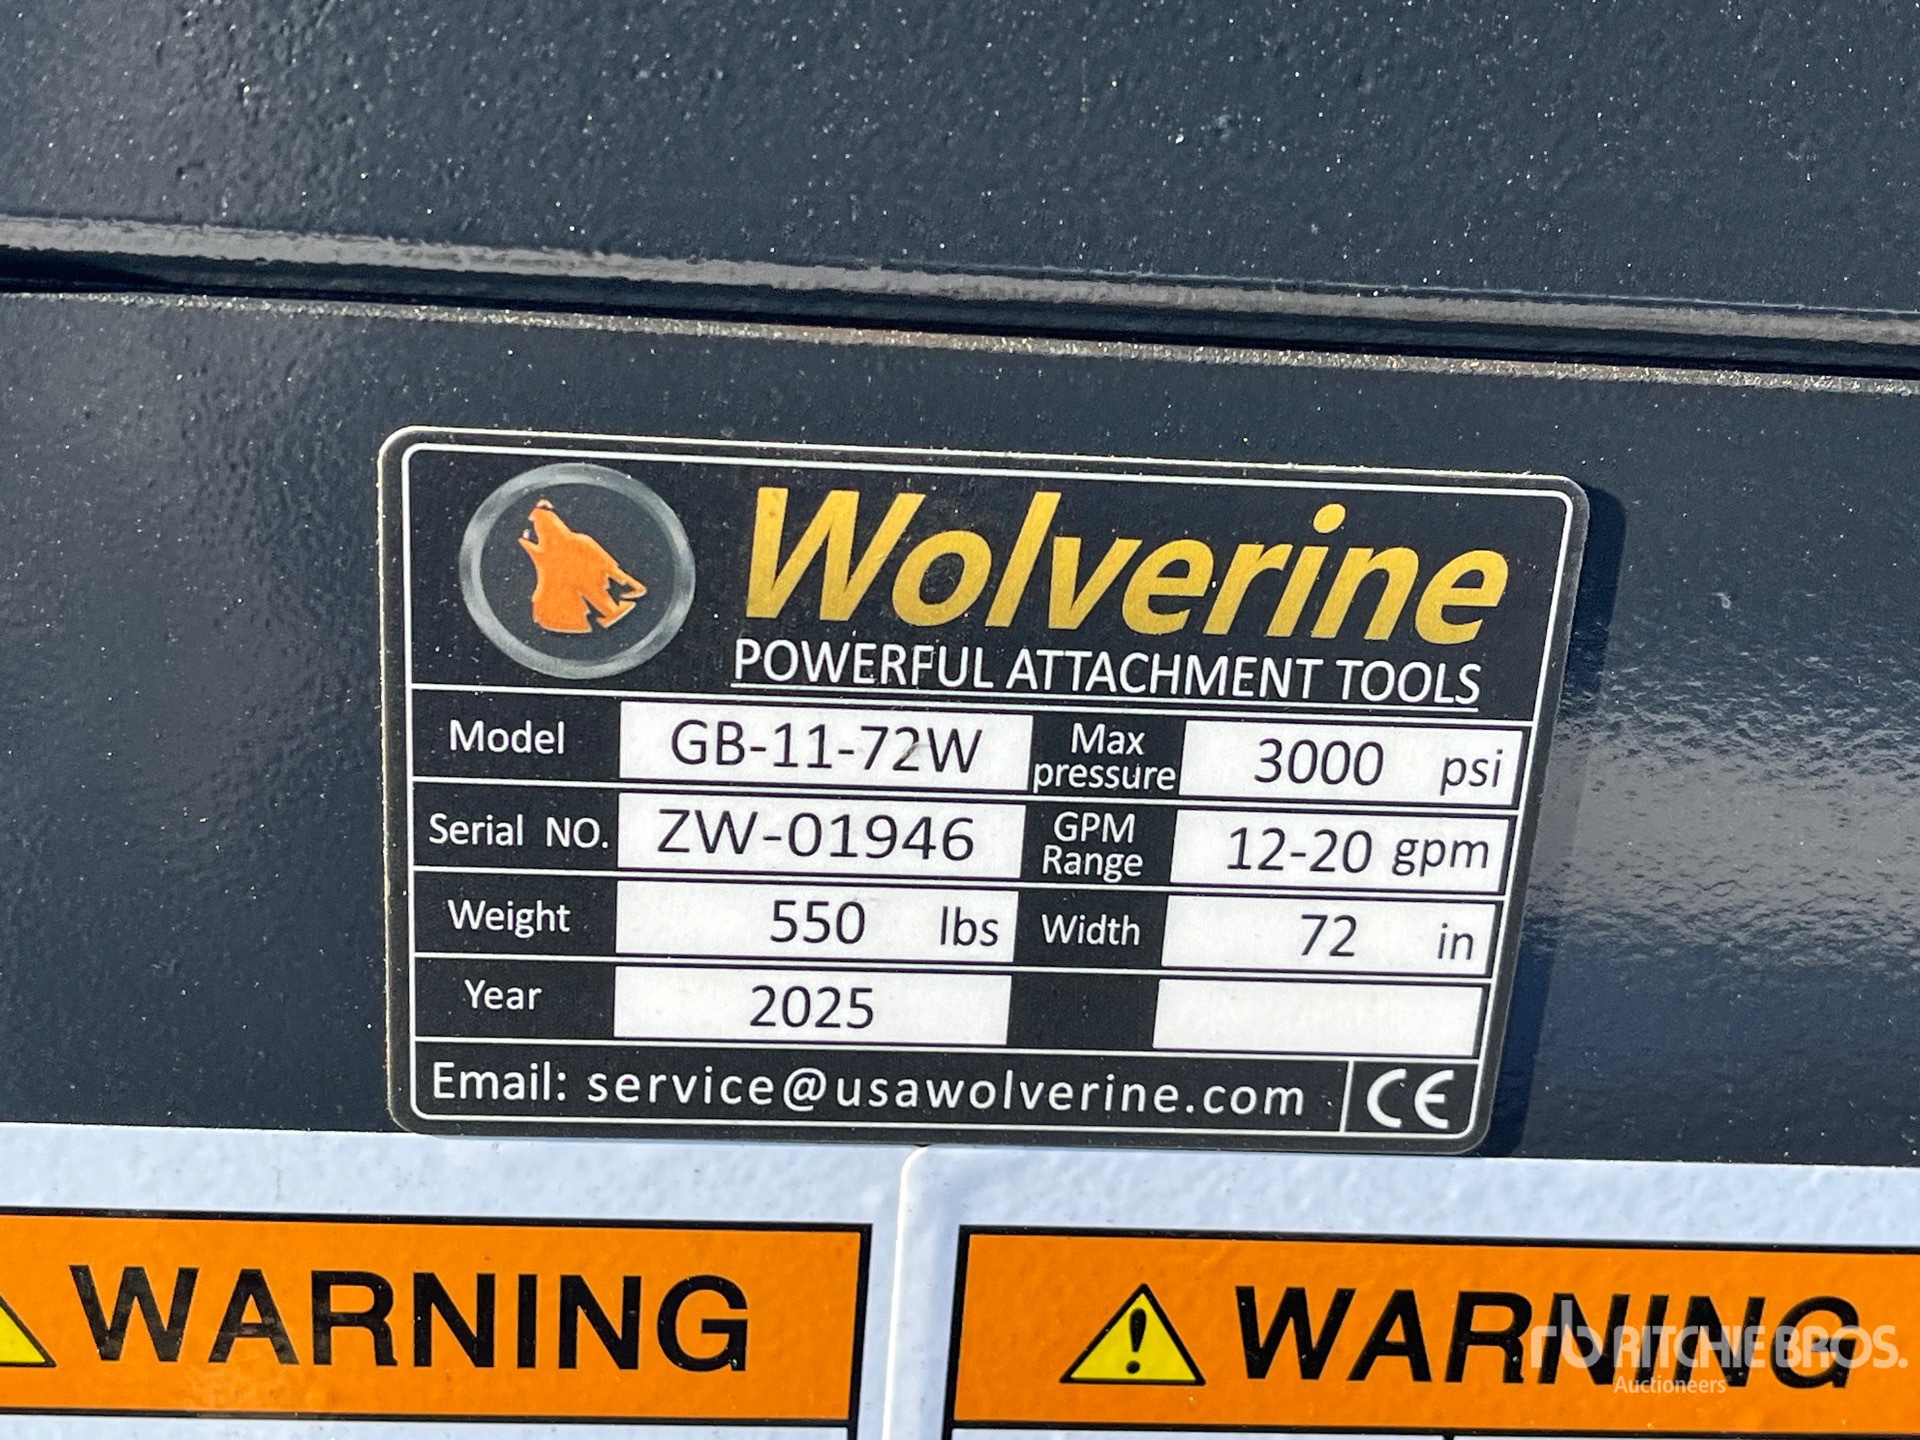 Wolverine
POWERFUL ATTACHMENT TOOLS
Model GB-11-72W Max pressure 3000 psi
Serial NO. ZW-01946 GPM Range 12-20 gpm
Weight 550 lbs Width 72 in
Year 2025
Email: service@usawolverine.com CE
WARNING WARNING
RITCHIE BROS.
Auctioneers